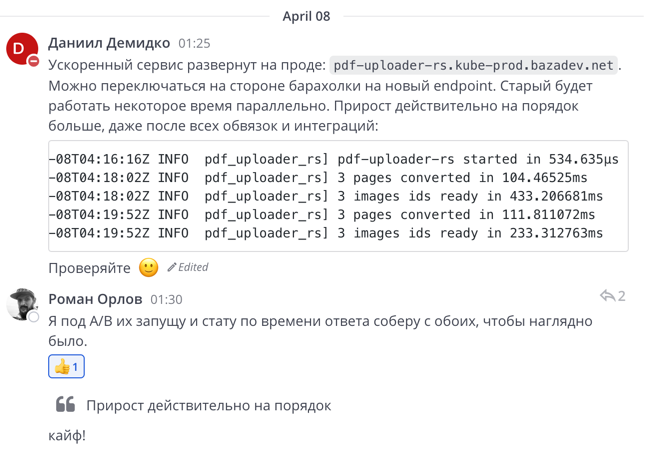 April 08
Даниил Демидко 01:25
Ускоренный сервис развернут на проде: pdf-uploader-rs.kube-prod.bazadev.net.
Можно переключаться на стороне барахолки на новый endpoint. Старый будет
работать некоторое время параллельно. Прирост действительно на порядок
больше, даже после всех обвязок и интеграций:
-08T04:16:16Z INFO  pdf_uploader_rs] pdf-uploader-rs started in 534.635µs
-08T04:18:02Z INFO  pdf_uploader_rs] 3 pages converted in 104.46525ms
-08T04:18:02Z INFO  pdf_uploader_rs] 3 images ids ready in 433.206681ms
-08T04:19:52Z INFO  pdf_uploader_rs] 3 pages converted in 111.811072ms
-08T04:19:52Z INFO  pdf_uploader_rs] 3 images ids ready in 233.312763ms
Проверяйте 🙂 Edited
Роман Орлов 01:30
2
Я под A/B их запущу и стату по времени ответа соберу с обоих, чтобы наглядно
было.
👍 1
Прирост действительно на порядок
кайф!